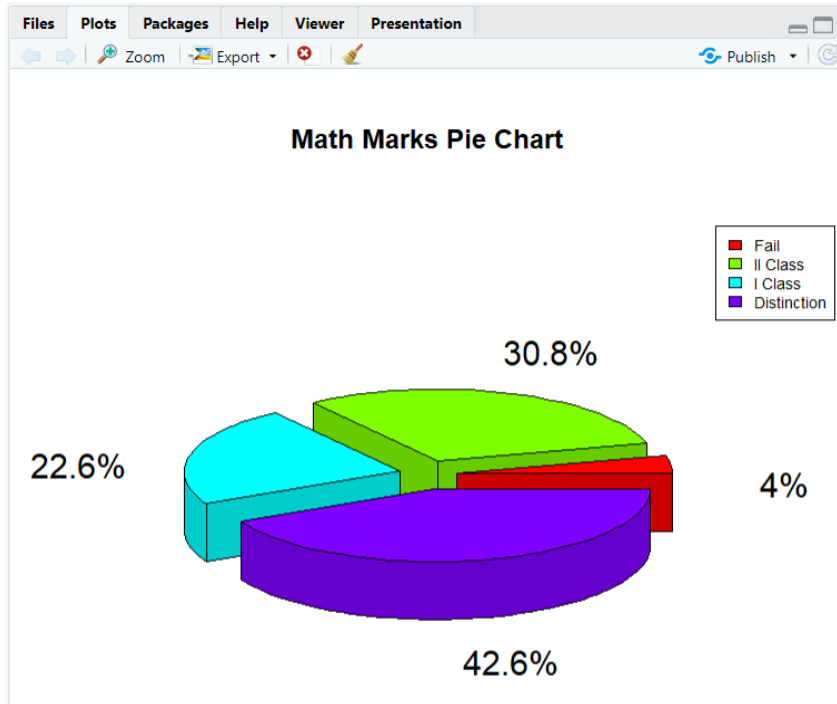 Files Plots Packages Help Viewer Presentation
Zoom Export Publish
Math Marks Pie Chart
Fail
II Class
I Class
Distinction
30.8%
22.6%
4%
42.6%